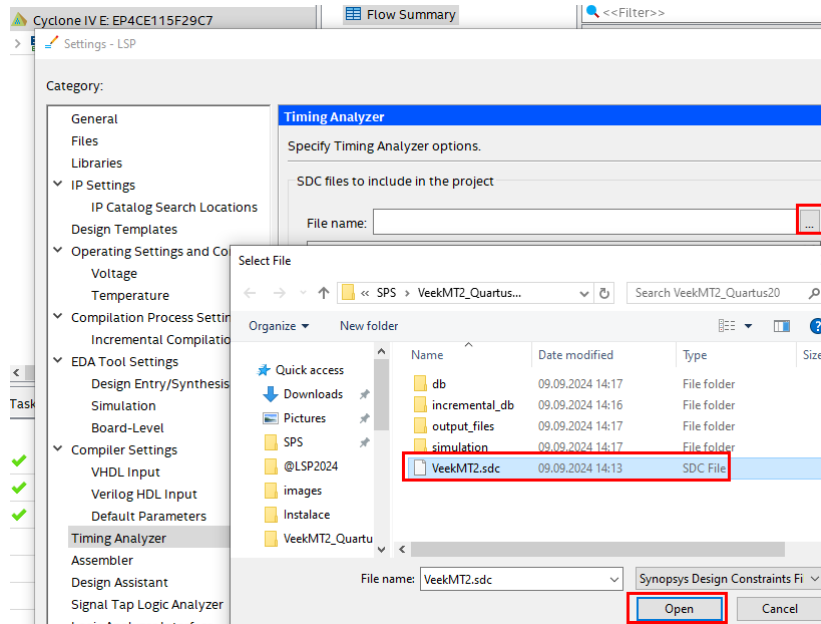 Cyclone IV E: EP4CE115F29C7
Flow Summary
<<Filter>>
Settings - LSP
Category:
General
Files
Libraries
IP Settings
IP Catalog Search Locations
Design Templates
Operating Settings and Co
Voltage
Temperature
Compilation Process Settin
Incremental Compilatio
EDA Tool Settings
Design Entry/Synthesis
Simulation
Board-Level
Compiler Settings
VHDL Input
Verilog HDL Input
Default Parameters
Timing Analyzer
Assembler
Design Assistant
Signal Tap Logic Analyzer
Task
Timing Analyzer
Specify Timing Analyzer options.
SDC files to include in the project
File name:
...
Select File
« SPS › VeekMT2_Quartus...
Search VeekMT2_Quartus20
Organize
New folder
?
Quick access
Downloads
Pictures
SPS
@LSP2024
images
Instalace
VeekMT2_Quartu
Name Date modified Type Size
db 09.09.2024 14:17 File folder
incremental_db 09.09.2024 14:16 File folder
output_files 09.09.2024 14:17 File folder
simulation 09.09.2024 14:17 File folder
VeekMT2.sdc 09.09.2024 14:13 SDC File
File name: VeekMT2.sdc
Synopsys Design Constraints Fi
Open
Cancel